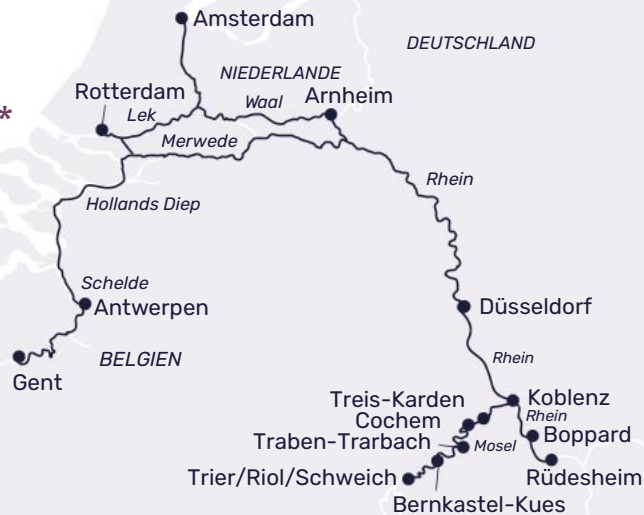 Amsterdam
DEUTSCHLAND
NIEDERLANDE
Rotterdam
Arnheim
Waal
*
Lek
Merwede
Rhein
Hollands Diep
Schelde
Antwerpen
Düsseldorf
BELGIEN
Rhein
Gent
Treis-Karden
Koblenz
Cochem
Rhein
Boppard
Traben-Trarbach
Mosel
Trier/Riol/Schweich
Rüdesheim
Bernkastel-Kues